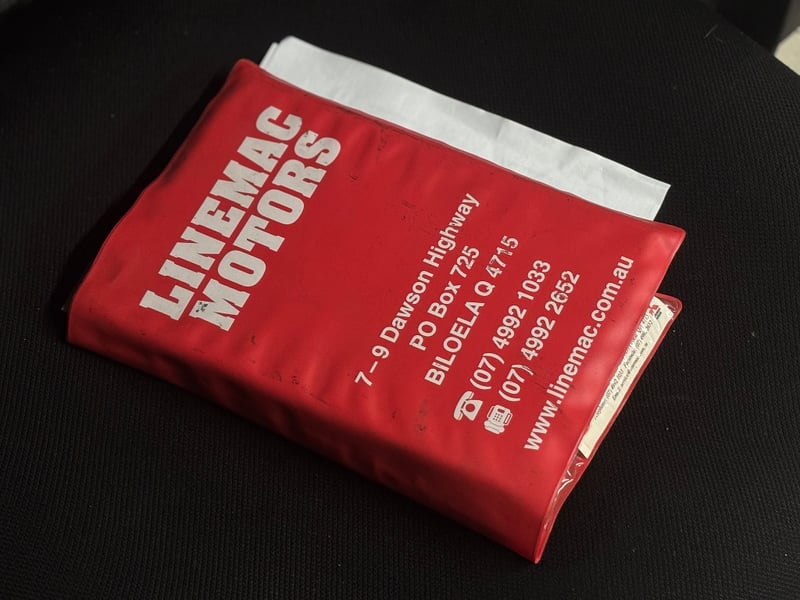 LINEMAC
MOTORS
7–9 Dawson Highway
PO Box 725
BILOELA Q 4715
(07) 4992 1033
(07) 4992 2652
www.linemac.com.au